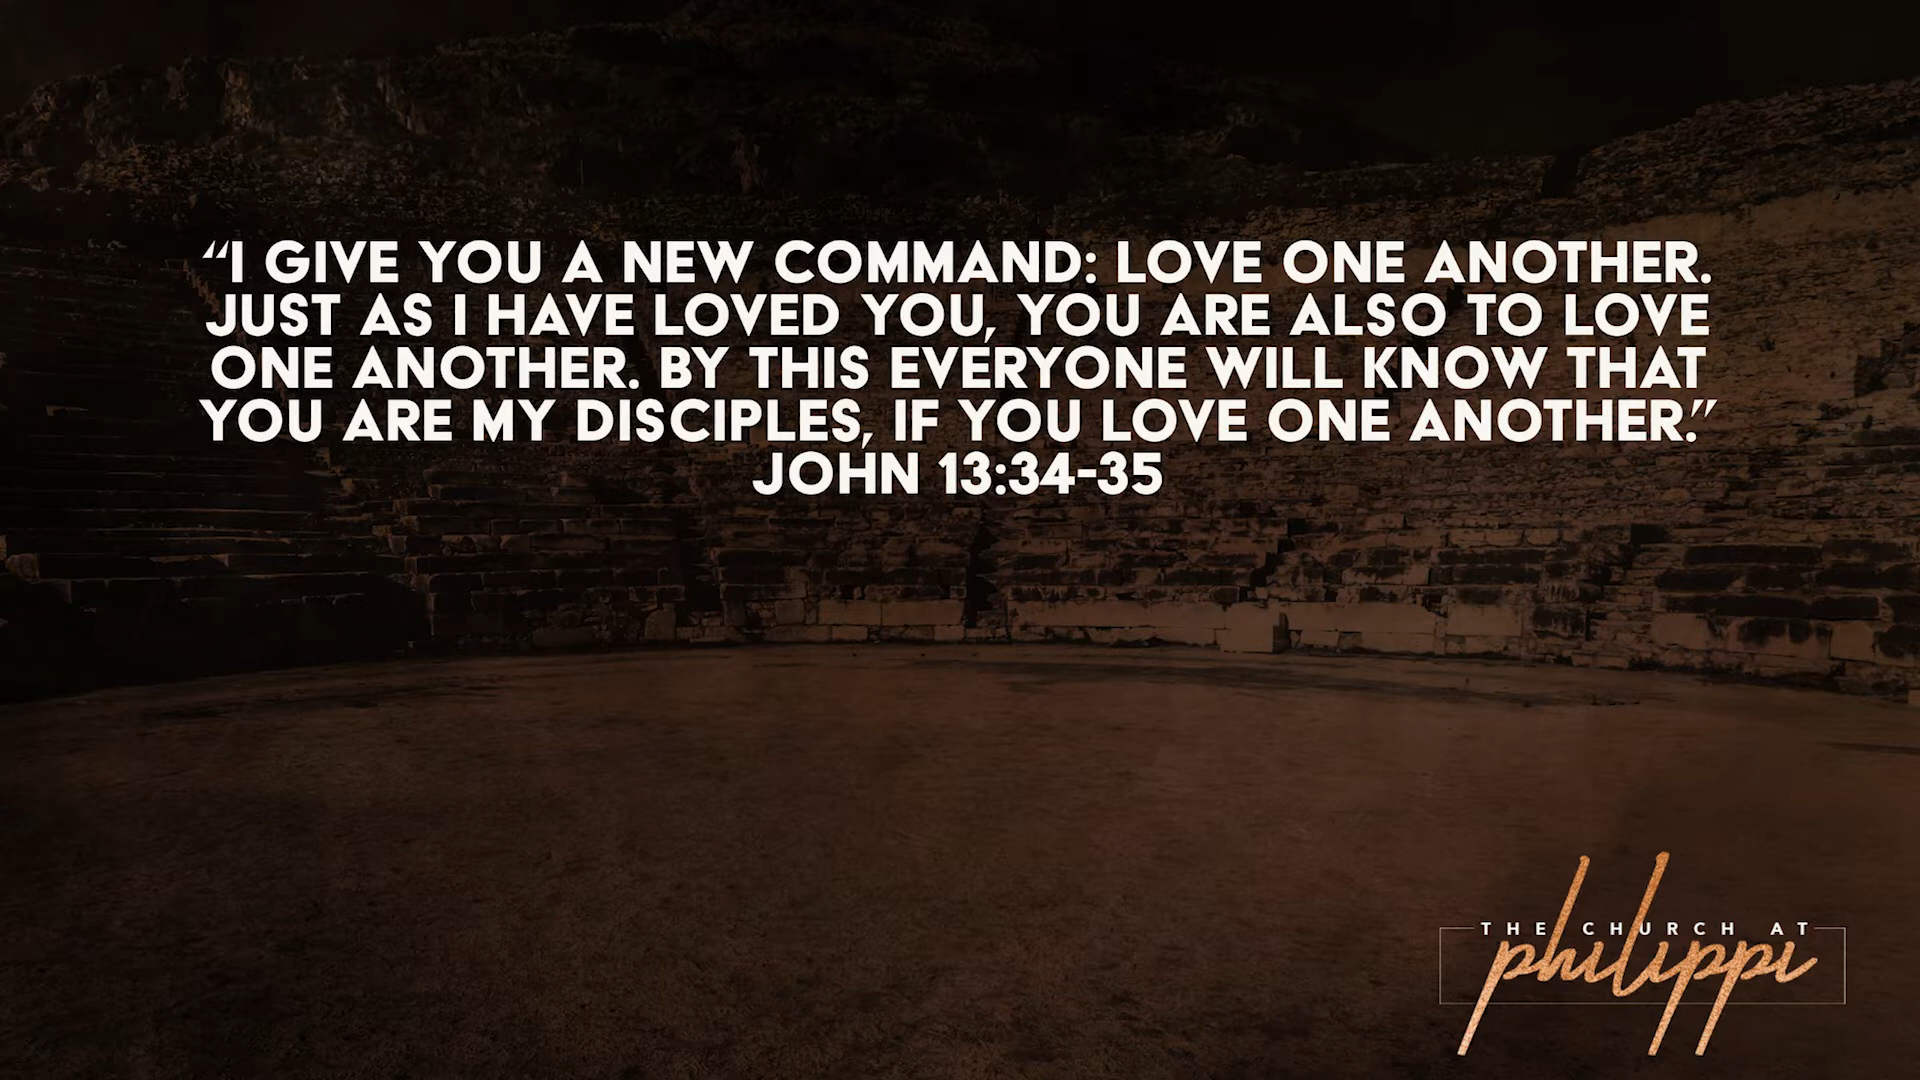 “I GIVE YOU A NEW COMMAND: LOVE ONE ANOTHER.
JUST AS I HAVE LOVED YOU, YOU ARE ALSO TO LOVE
ONE ANOTHER. BY THIS EVERYONE WILL KNOW THAT
YOU ARE MY DISCIPLES, IF YOU LOVE ONE ANOTHER.”
JOHN 13:34-35
THE CHURCH AT
philippi